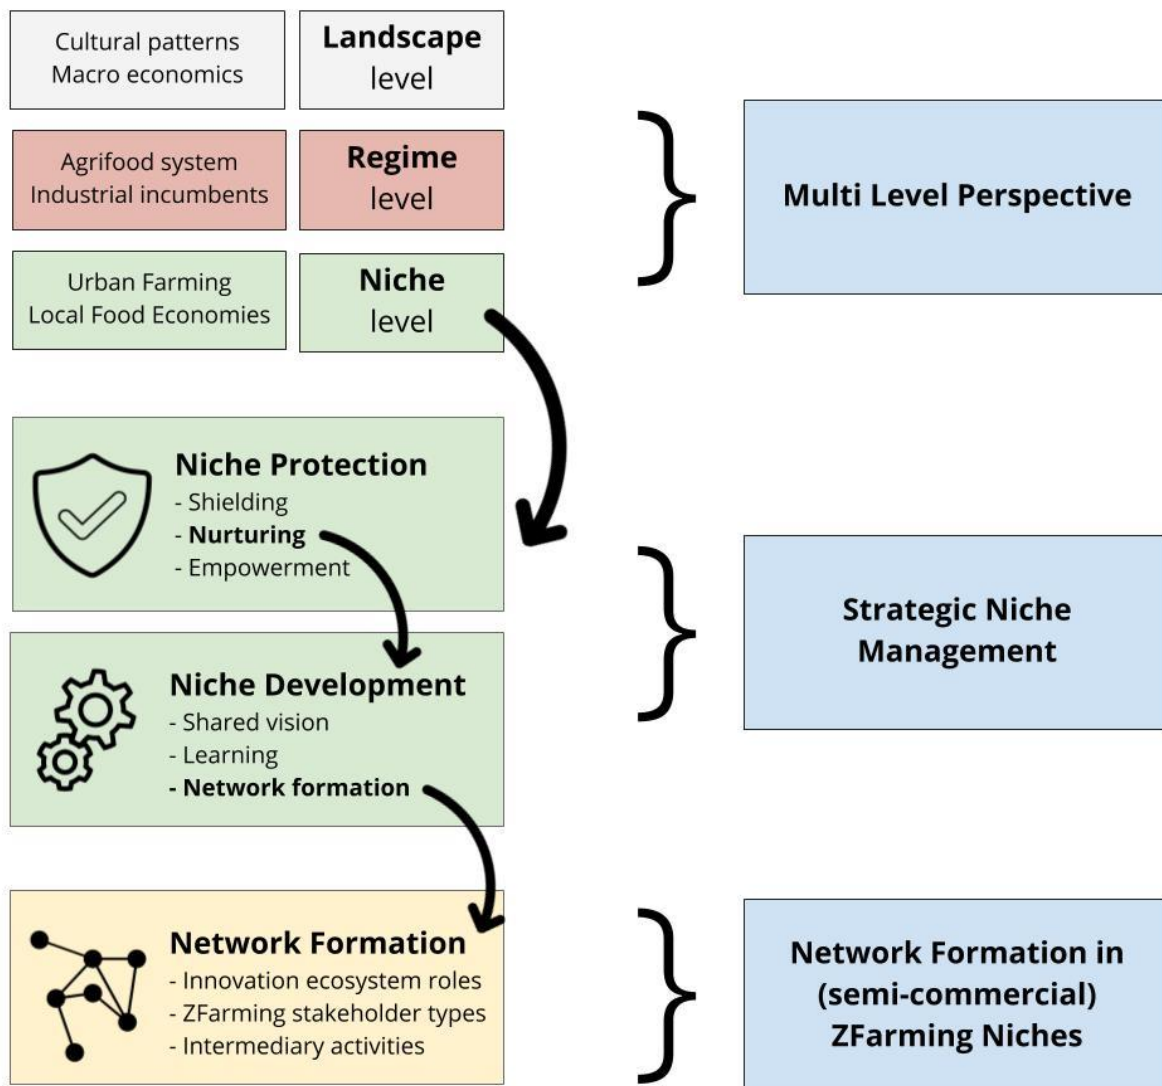 Cultural patterns
Macro economics
Landscape
level
Agrifood system
Industrial incumbents
Regime
level
Multi Level Perspective
Urban Farming
Local Food Economies
Niche
level
Niche Protection
- Shielding
- Nurturing
- Empowerment
Strategic Niche
Management
Niche Development
- Shared vision
- Learning
- Network formation
Network Formation
- Innovation ecosystem roles
- ZFarming stakeholder types
- Intermediary activities
Network Formation in
(semi-commercial)
ZFarming Niches